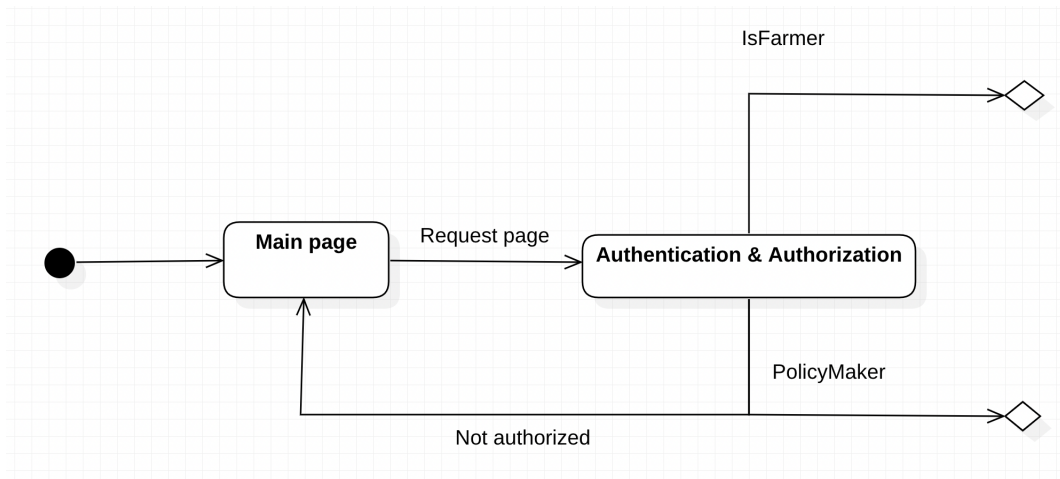 IsFarmer
Main page
Request page
Authentication & Authorization
PolicyMaker
Not authorized